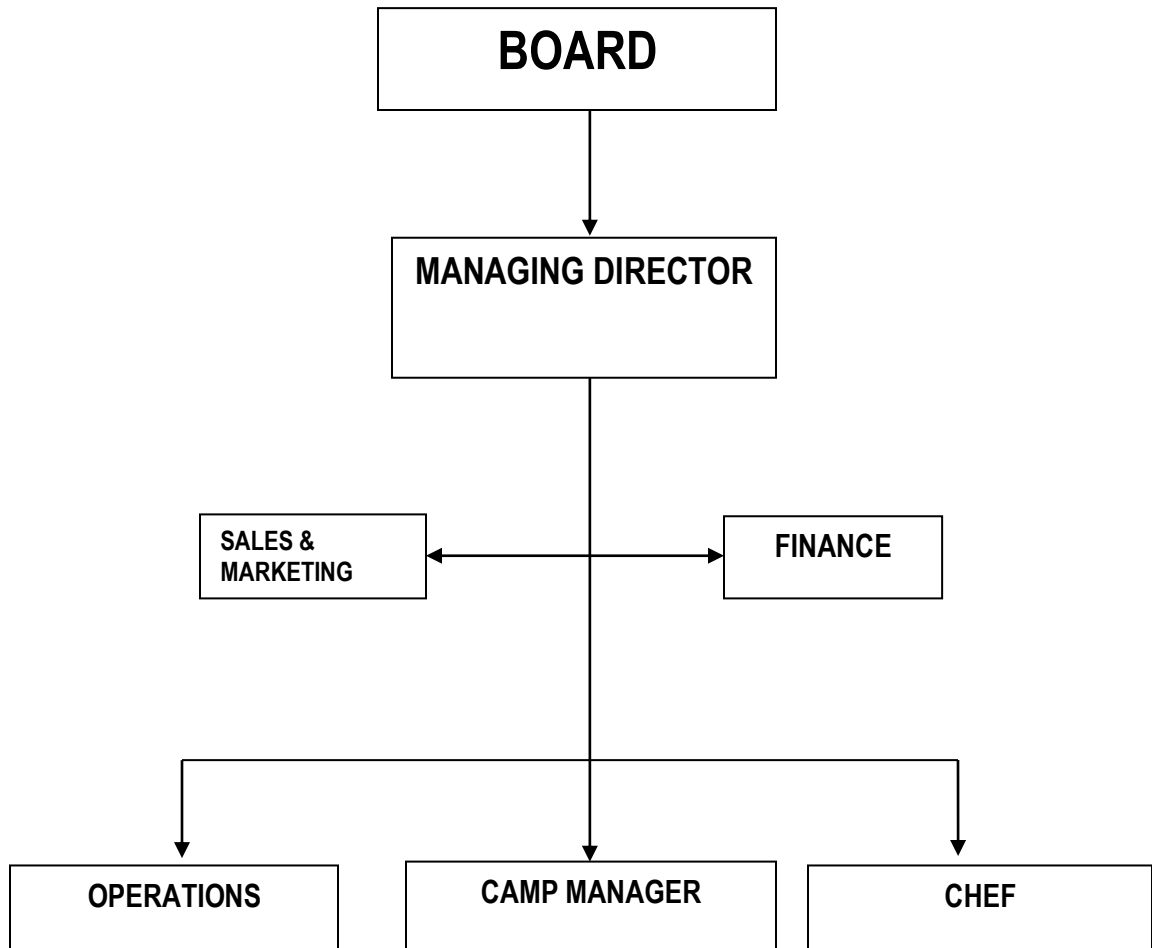 BOARD
MANAGING DIRECTOR
SALES &
MARKETING
FINANCE
OPERATIONS
CAMP MANAGER
CHEF